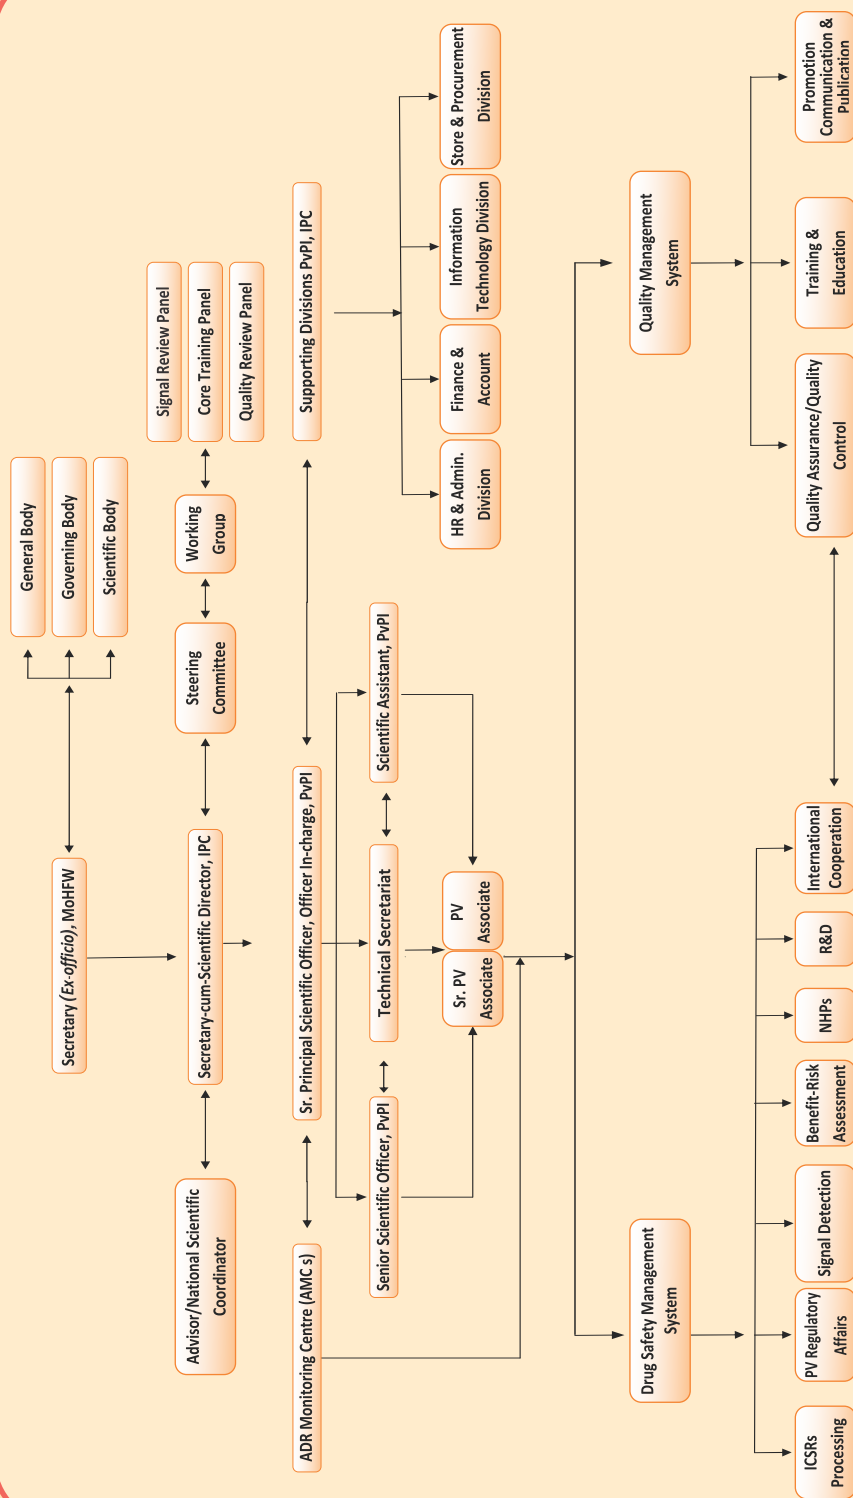 General Body
Governing Body
Scientific Body
Secretary (Ex-officio), MoHFW
Signal Review Panel
Core Training Panel
Quality Review Panel
Advisor/National Scientific
Coordinator
Secretary-cum-Scientific Director, IPC
Steering
Committee
Working
Group
ADR Monitoring Centre (AMC s)
Sr. Principal Scientific Officer, Officer In-charge, PvPI
Supporting Divisions PvPI, IPC
Senior Scientific Officer, PvPI
Technical Secretariat
Scientific Assistant, PvPI
HR & Admin.
Division
Finance &
Account
Information
Technology Division
Store & Procurement
Division
Sr. PV
Associate
PV
Associate
Drug Safety Management
System
Quality Management
System
ICSRs
Processing
PV Regulatory
Affairs
Signal Detection
Benefit-Risk
Assessment
NHPs
R&D
International
Cooperation
Quality Assurance/Quality
Control
Training &
Education
Promotion
Communication &
Publication